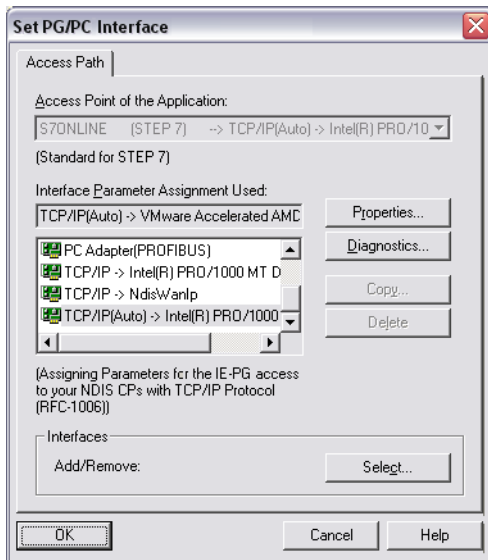 Set PG/PC Interface
Access Path
Access Point of the Application:
S7ONLINE (STEP 7) --> TCP/IP(Auto) -> Intel(R) PRO/10
(Standard for STEP 7)
Interface Parameter Assignment Used:
TCP/IP(Auto) -> VMware Accelerated AMD
Properties...
Diagnostics...
Copy...
Delete
PC Adapter(PROFIBUS)
TCP/IP -> Intel(R) PRO/1000 MT D
TCP/IP -> NdisWanIp
TCP/IP(Auto) -> Intel(R) PRO/1000
(Assigning Parameters for the IE-PG access
to your NDIS CPs with TCP/IP Protocol
(RFC-1006))
Interfaces
Add/Remove:
Select...
OK
Cancel
Help